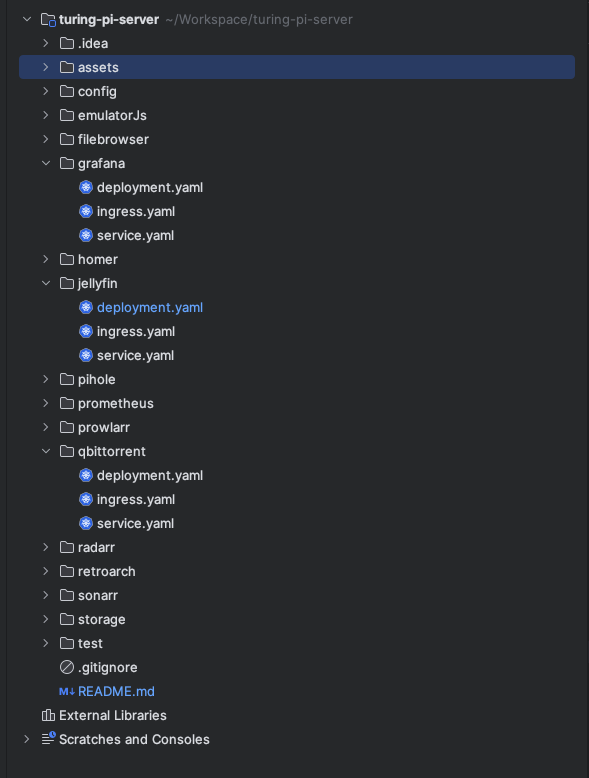 turing-pi-server ~/Workspace/turing-pi-server
.idea
assets
config
emulatorJs
filebrowser
grafana
deployment.yaml
ingress.yaml
service.yaml
homer
jellyfin
deployment.yaml
ingress.yaml
service.yaml
pihole
prometheus
prowlarr
qbittorrent
deployment.yaml
ingress.yaml
service.yaml
radarr
retroarch
sonarr
storage
test
.gitignore
M↓ README.md
External Libraries
Scratches and Consoles